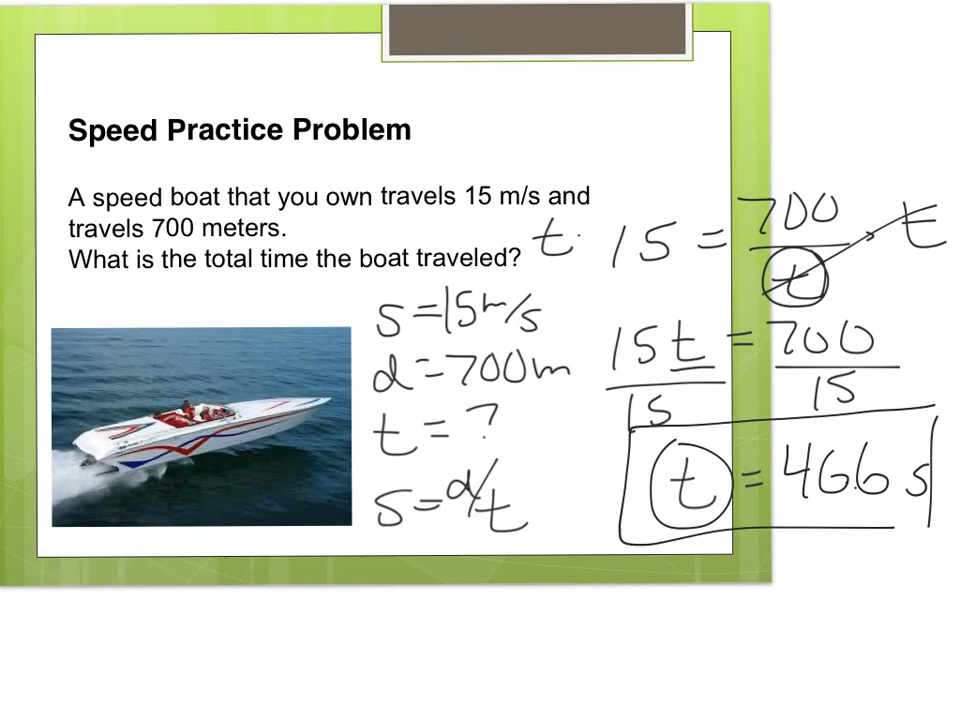 Speed Practice Problem
A speed boat that you own travels 15 m/s and
travels 700 meters.
What is the total time the boat traveled?
s=15m/s
d=700m
t=?
s=d/t
t· 15 = 700/t · t
15t/15 = 700/15
t = 46.6 s